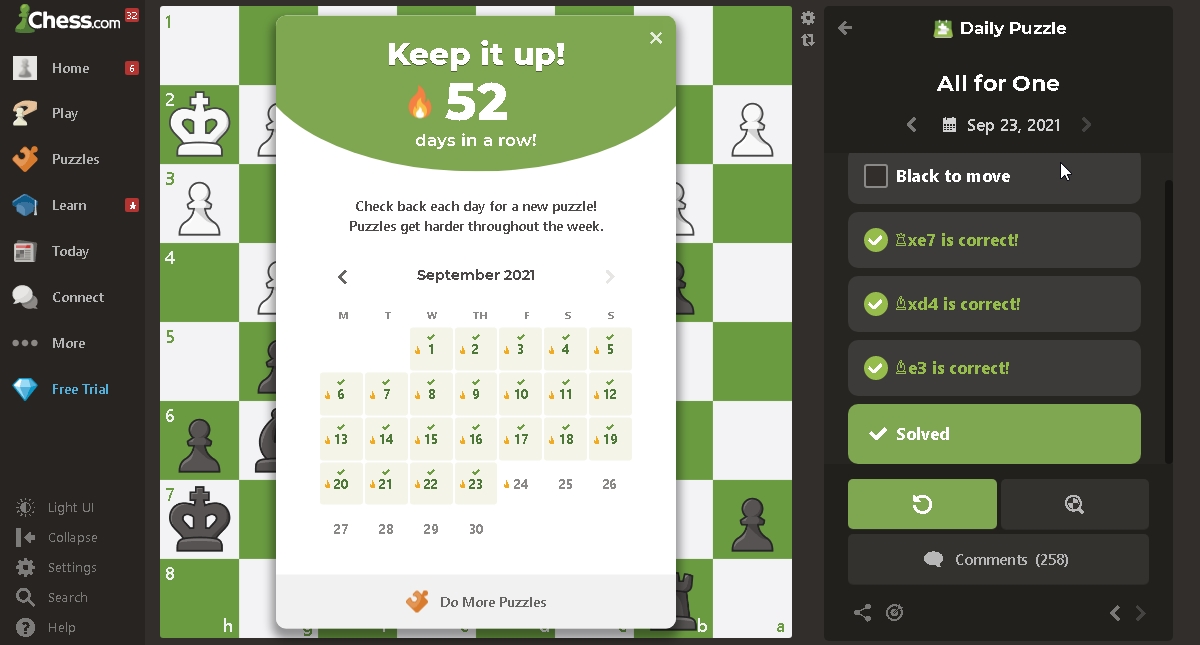 Chess.com 32
Home 6
Play
Puzzles
Learn
Today
Connect
More
Free Trial
Light UI
Collapse
Settings
Search
Help
1
2
3
4
5
6
7
8
h g b a
Keep it up!
52
days in a row!
Check back each day for a new puzzle!
Puzzles get harder throughout the week.
September 2021
M T W TH F S S
1 2 3 4 5
6 7 8 9 10 11 12
13 14 15 16 17 18 19
20 21 22 23 24 25 26
27 28 29 30
Do More Puzzles
Daily Puzzle
All for One
Sep 23, 2021
Black to move
♖xe7 is correct!
♗xd4 is correct!
♗e3 is correct!
Solved
Comments (258)